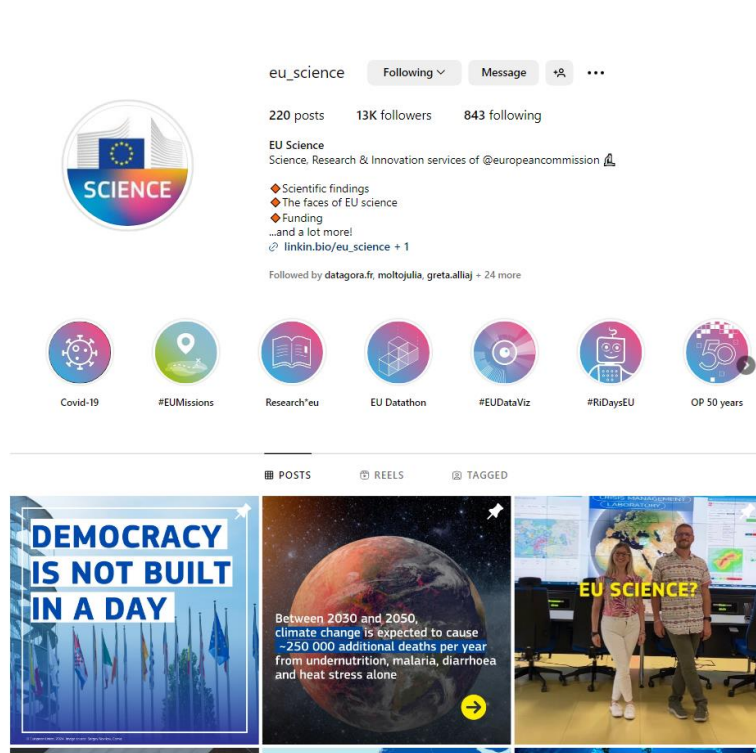 eu_science
Following
Message
220 posts
13K followers
843 following
EU Science
Science, Research & Innovation services of @europeancommission
Scientific findings
The faces of EU science
Funding
...and a lot more!
linkin.bio/eu_science + 1
Followed by datagora.fr, moltojulia, greta.alliaj + 24 more
SCIENCE
Covid-19
#EUMissions
Research*eu
EU Datathon
#EUDataViz
#RiDaysEU
50
OP 50 years
POSTS
REELS
TAGGED
DEMOCRACY
IS NOT BUILT
IN A DAY
Between 2030 and 2050,
climate change is expected to cause
~250 000 additional deaths per year
from undernutrition, malaria, diarrhoea
and heat stress alone
CRISIS MANAGEMENT
LABORATORY
EU SCIENCE?